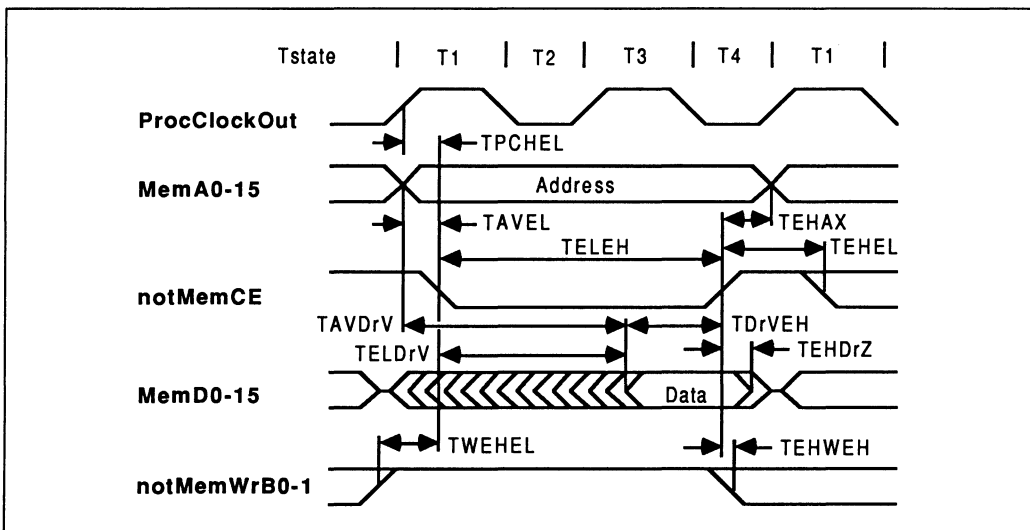 Tstate | T1 | T2 | T3 | T4 | T1 |
ProcClockOut
TPCHEL
MemA0-15
Address
TAVEL
TEHAX
TELEH
TEHEL
notMemCE
TAVDrV
TDrVEH
TELDrV
TEHDrZ
MemD0-15
Data
TWEHEL
TEHWEH
notMemWrB0-1